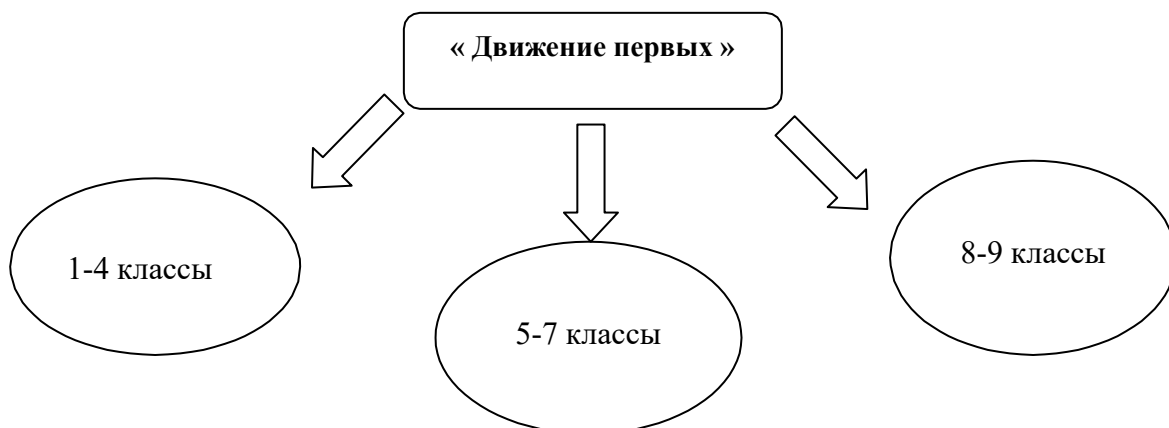 « Движение первых »
1-4 классы
5-7 классы
8-9 классы